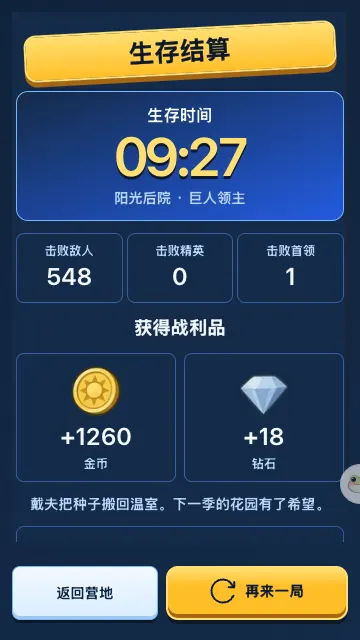 生存结算
生存时间
09:27
阳光后院 · 巨人领主
击败敌人
548
击败精英
0
击败首领
1
获得战利品
+1260
金币
+18
钻石
戴夫把种子搬回温室。下一季的花园有了希望。
返回营地
再来一局